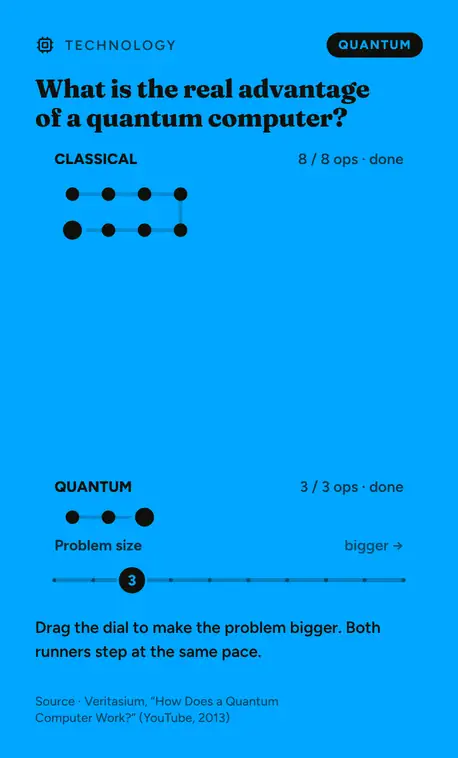 TECHNOLOGY
QUANTUM
What is the real advantage
of a quantum computer?
CLASSICAL
8 / 8 ops · done
QUANTUM
3 / 3 ops · done
Problem size
bigger →
3
Drag the dial to make the problem bigger. Both
runners step at the same pace.
Source · Veritasium, “How Does a Quantum
Computer Work?” (YouTube, 2013)